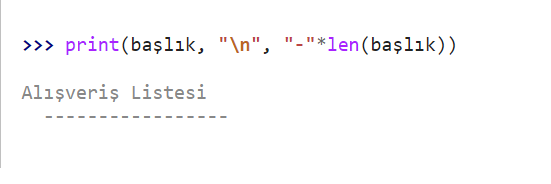 >>> print(başlık, "\n", "-"*len(başlık))
Alışveriş Listesi
-----------------